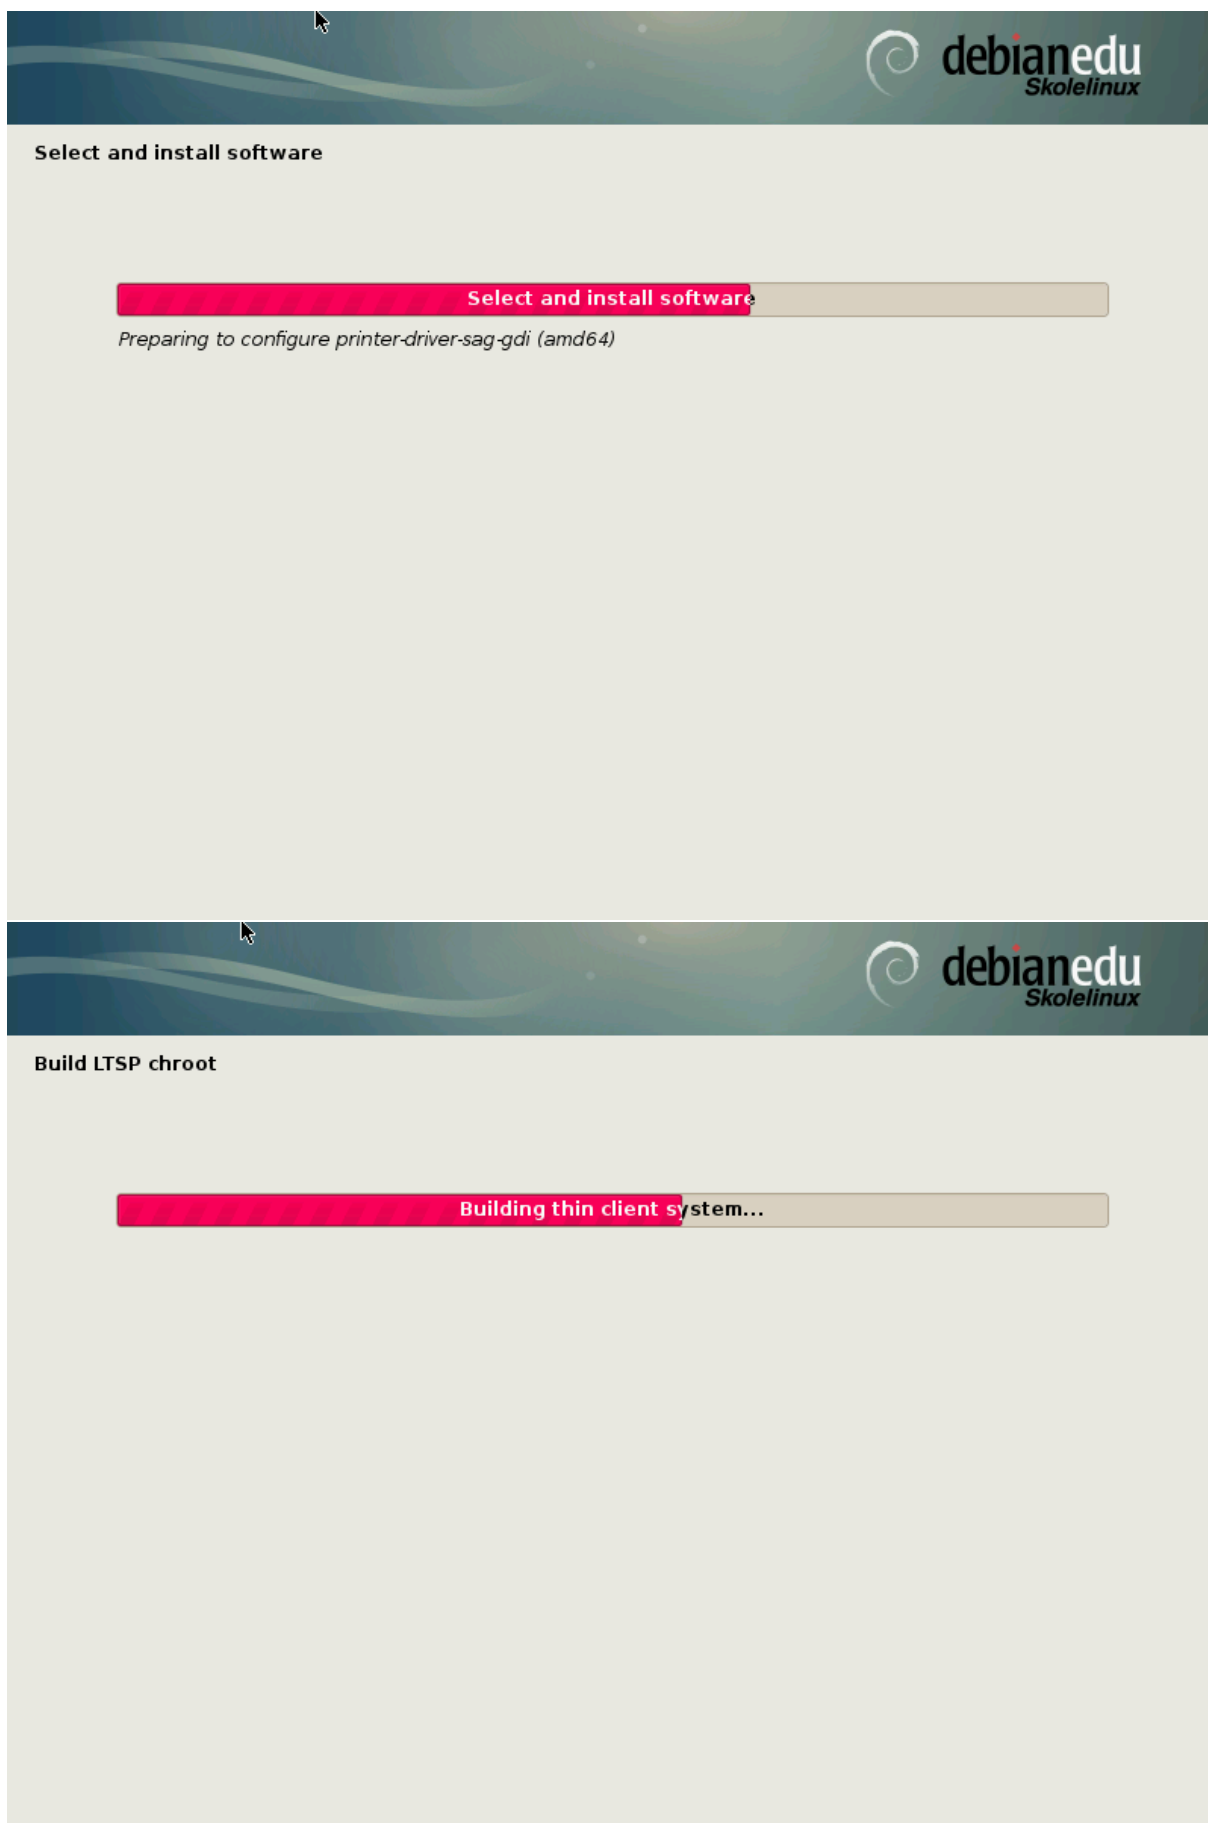 debianedu
Skolelinux
Select and install software
Select and install software
Preparing to configure printer-driver-sag-gdi (amd64)
debianedu
Skolelinux
Build LTSP chroot
Building thin client system...